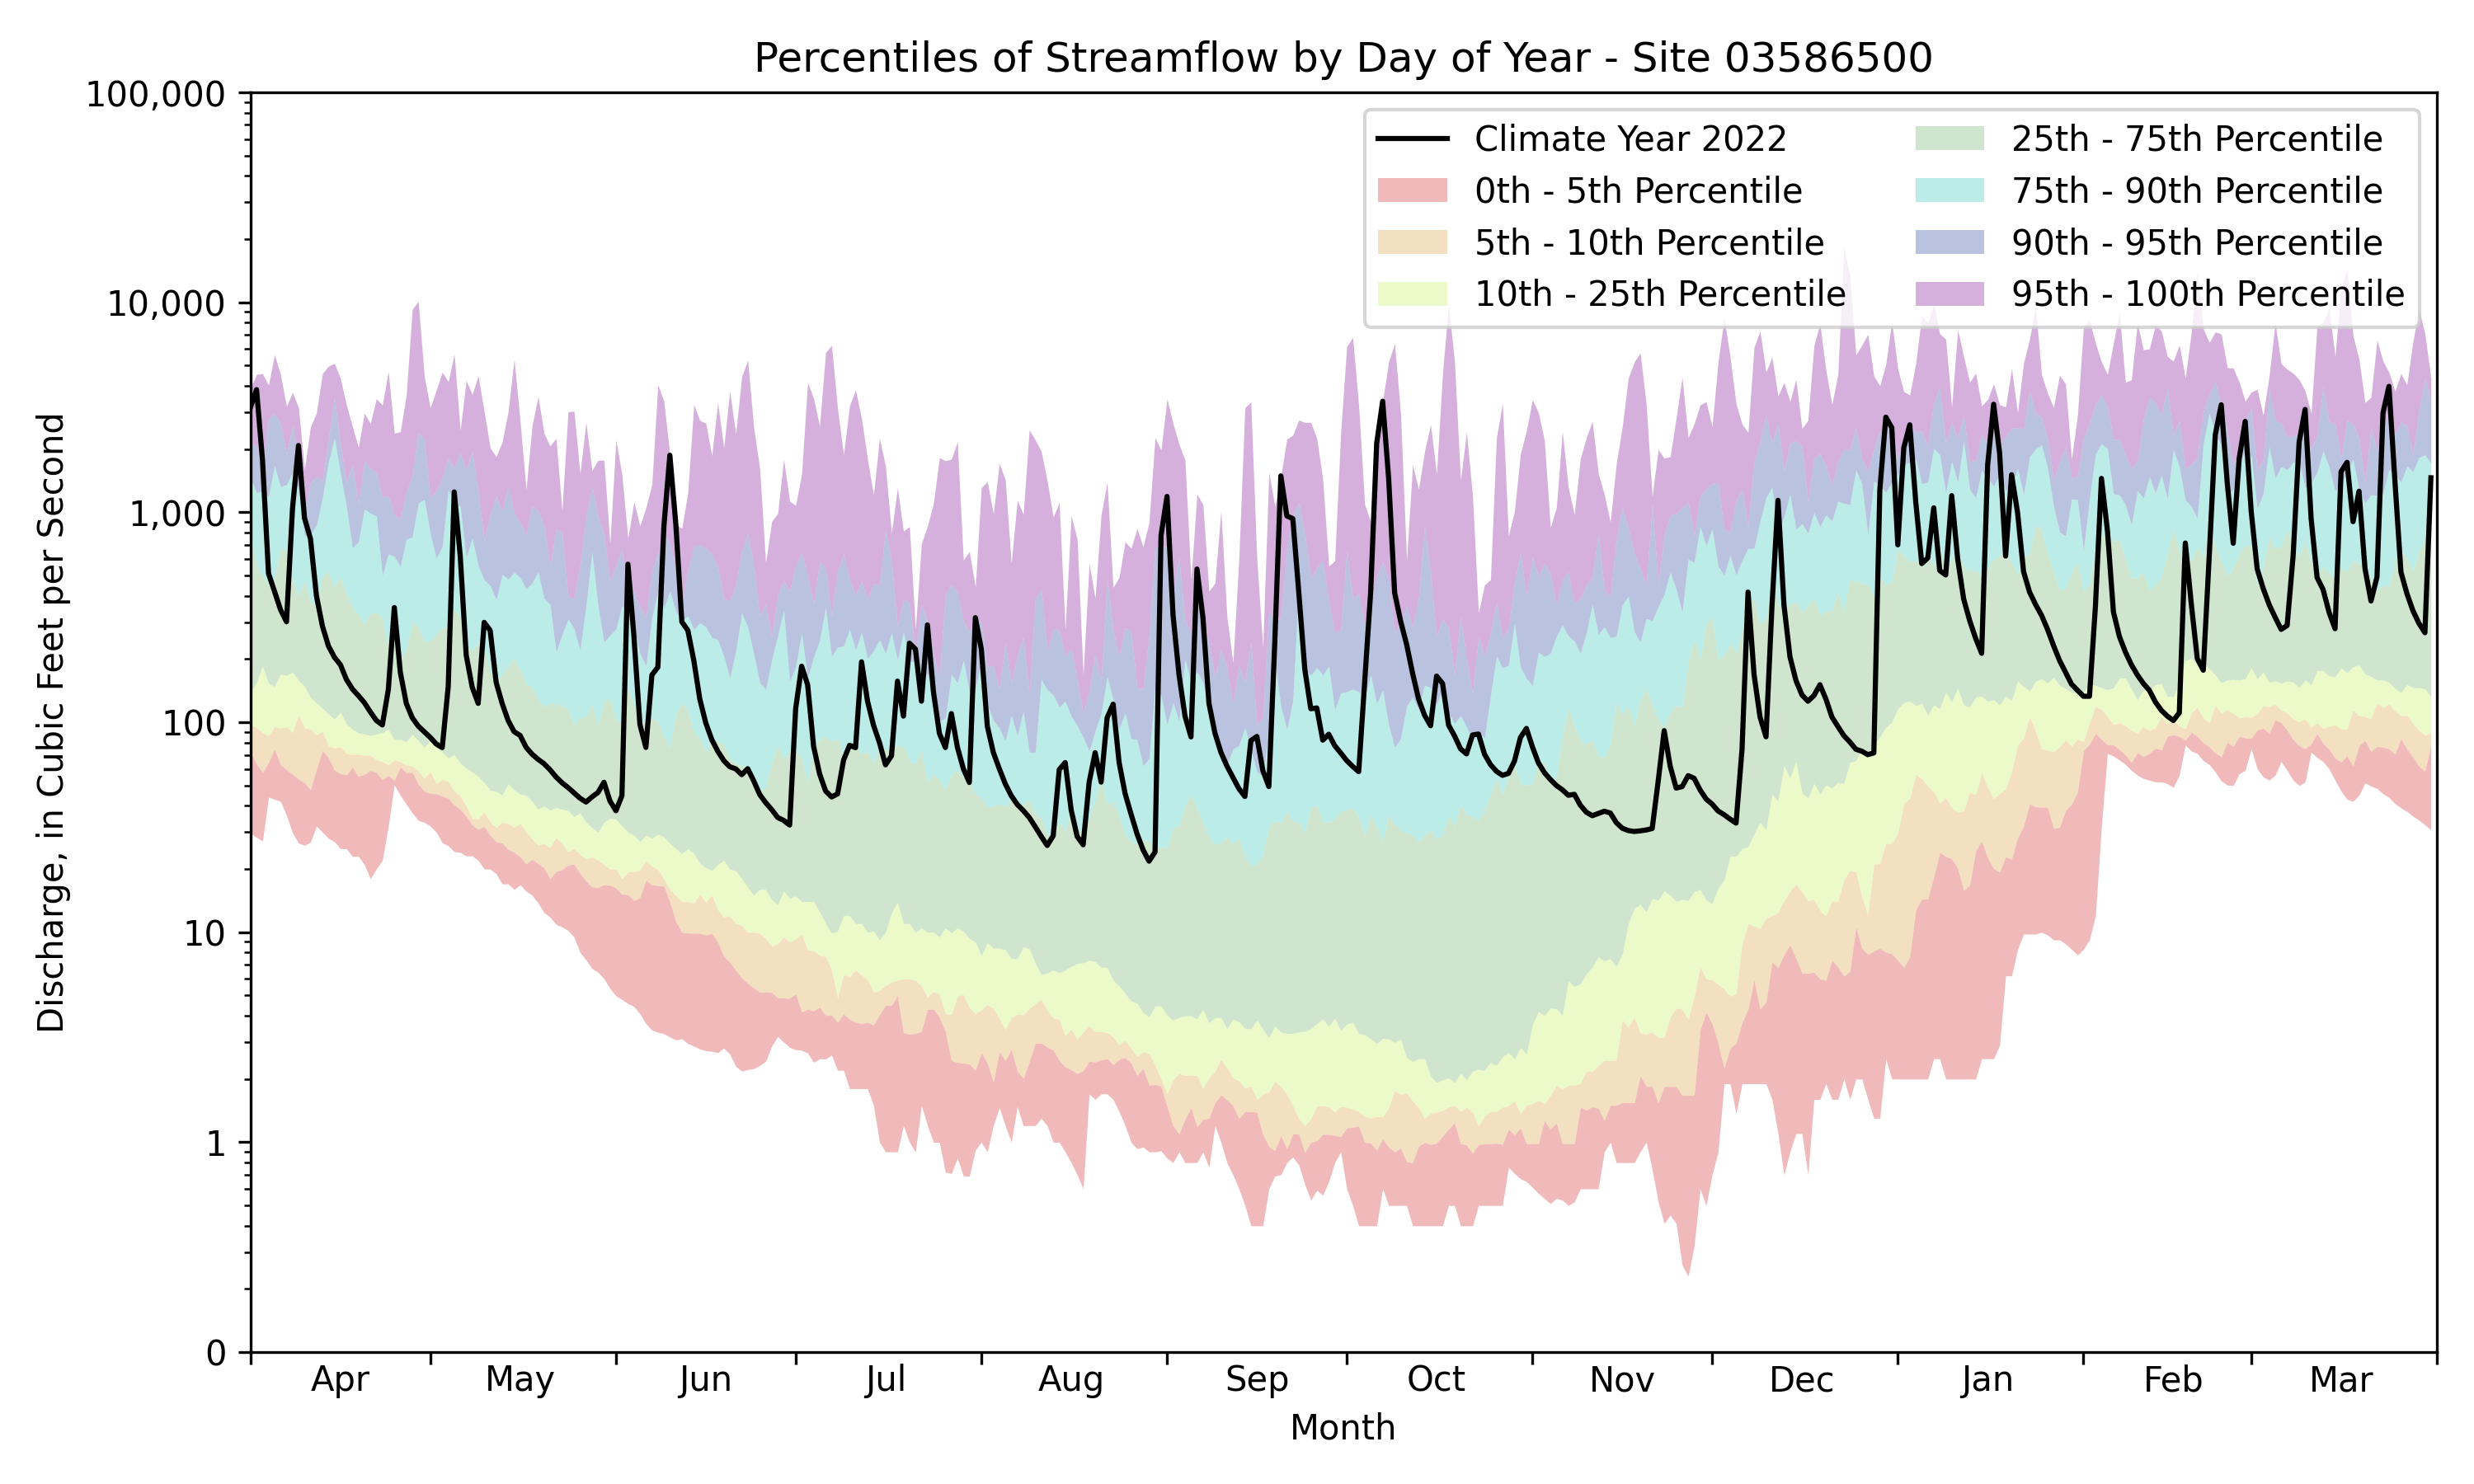 Percentiles of Streamflow by Day of Year - Site 03586500
100,000
10,000
1,000
100
10
1
0
Discharge, in Cubic Feet per Second
Climate Year 2022
0th - 5th Percentile
5th - 10th Percentile
10th - 25th Percentile
25th - 75th Percentile
75th - 90th Percentile
90th - 95th Percentile
95th - 100th Percentile
Apr May Jun Jul Aug Sep Oct Nov Dec Jan Feb Mar
Month